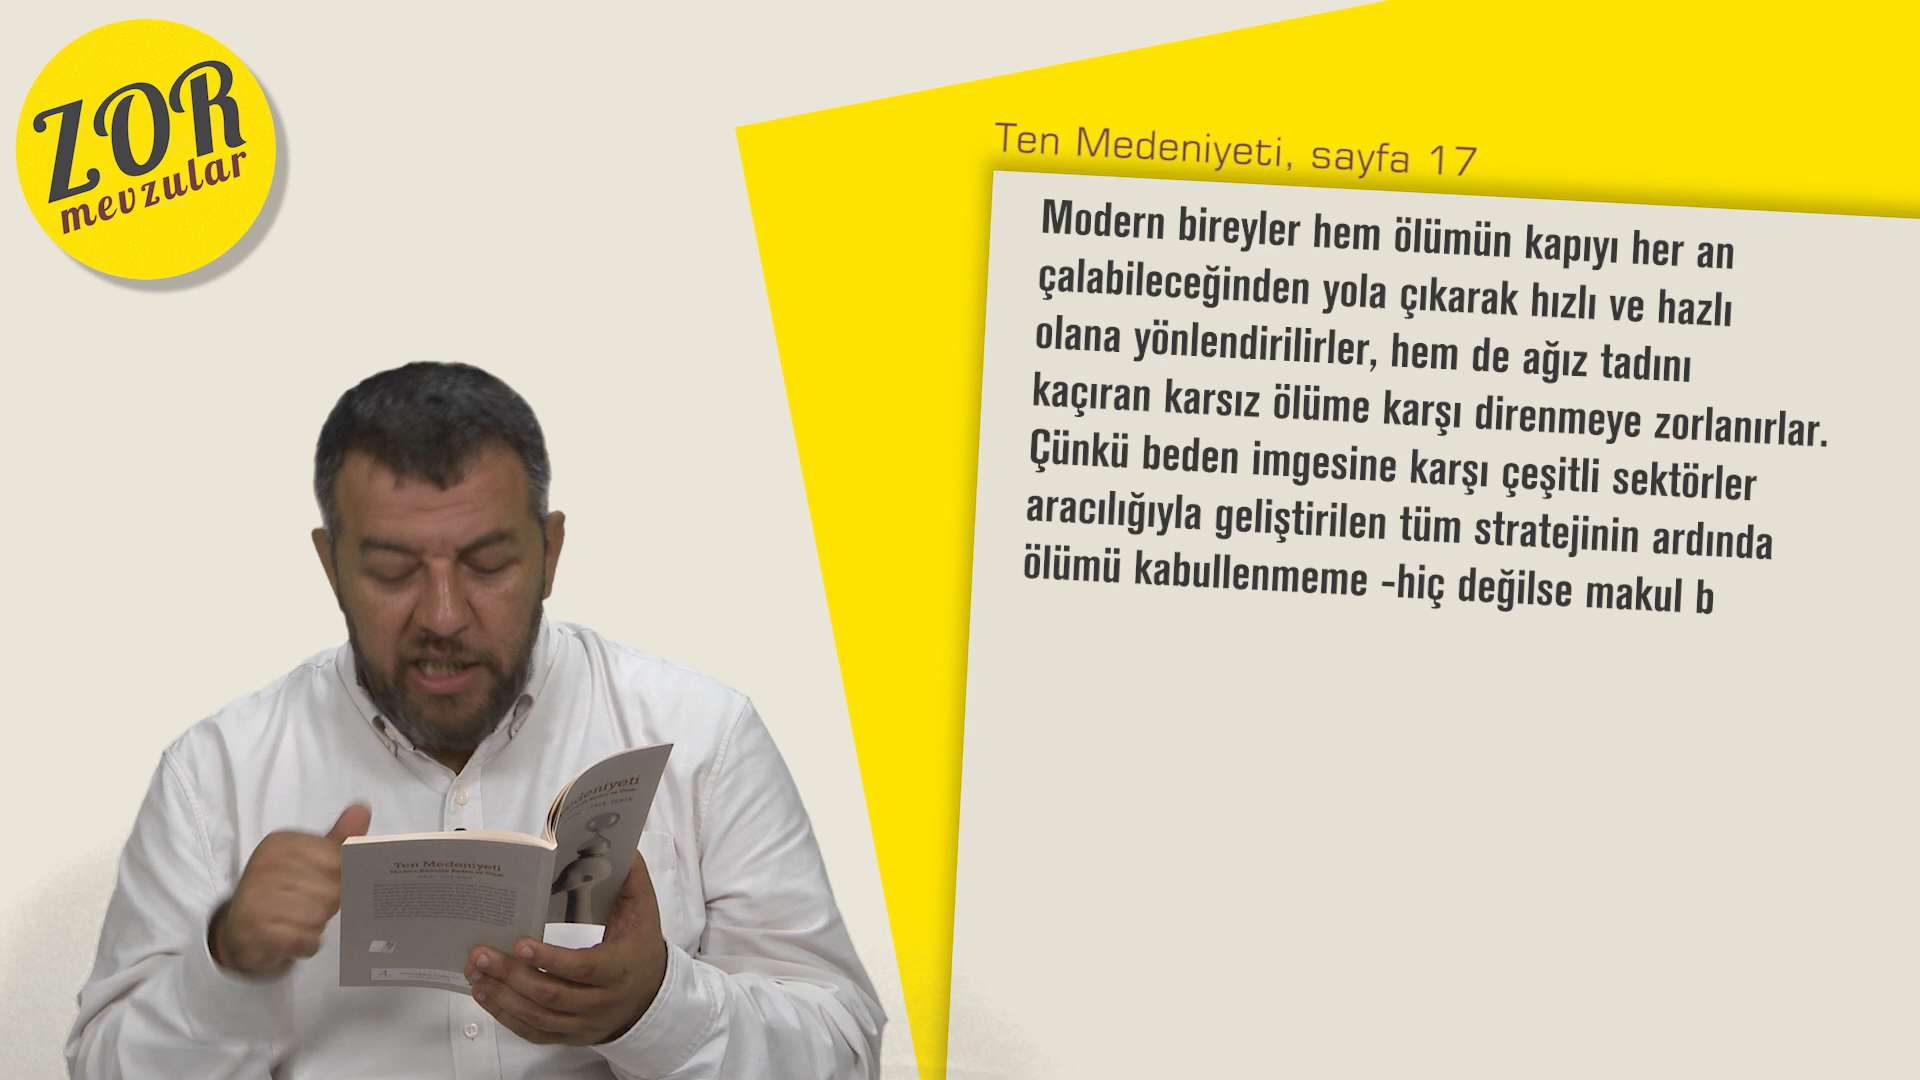 ZOR
mevzular
Ten Medeniyeti, sayfa 17
Modern bireyler hem ölümün kapıyı her an
çalabileceğinden yola çıkarak hızlı ve hazlı
olana yönlendirilirler, hem de ağız tadını
kaçıran karsız ölüme karşı direnmeye zorlanırlar.
Çünkü beden imgesine karşı çeşitli sektörler
aracılığıyla geliştirilen tüm stratejinin ardında
ölümü kabullenmeme -hiç değilse makul b
Ten Medeniyeti